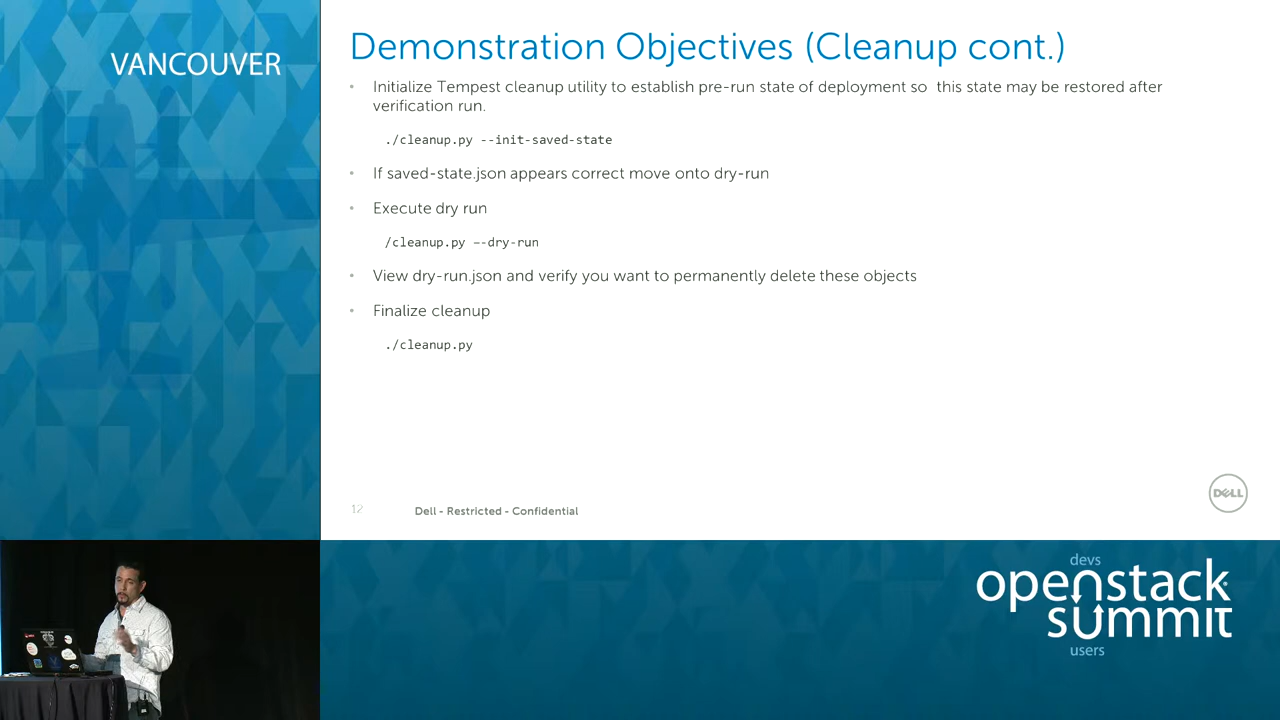 VANCOUVER
Demonstration Objectives (Cleanup cont.)
• Initialize Tempest cleanup utility to establish pre-run state of deployment so  this state may be restored after
verification run.
./cleanup.py --init-saved-state
• If saved-state.json appears correct move onto dry-run
• Execute dry run
/cleanup.py –-dry-run
• View dry-run.json and verify you want to permanently delete these objects
• Finalize cleanup
./cleanup.py
12
Dell - Restricted - Confidential
DELL
devs
openstack
summit
users